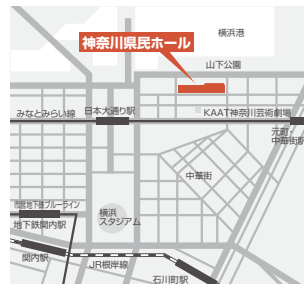 横浜港
神奈川県民ホール
山下公園
みなとみらい線
日本大通り駅
KAAT神奈川芸術劇場
元町・
中華街駅
中華街
市営地下鉄ブルーライン
地下鉄関内駅
横浜
スタアジアム
関内駅
JR根岸線
石川町駅